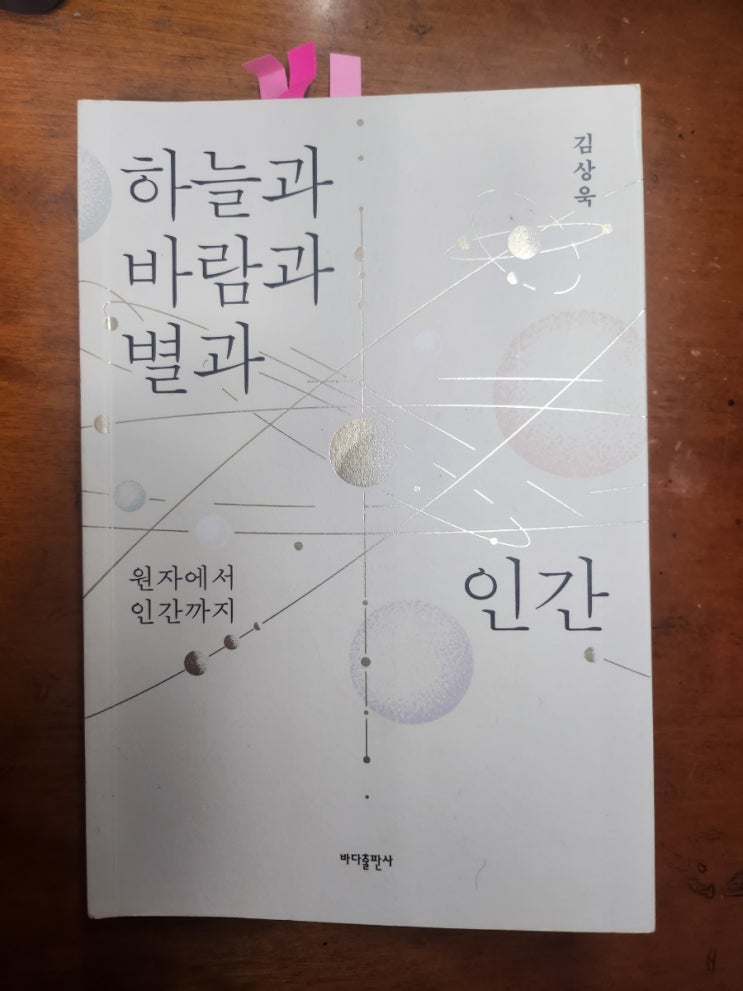 하늘과
바람과
별과
인간
김상욱
원자에서
인간까지
바다출판사